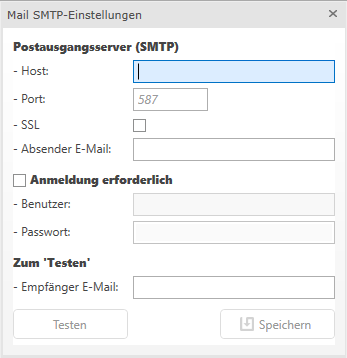 Mail SMTP-Einstellungen
Postausgangsserver (SMTP)
- Host:
- Port: 587
- SSL
- Absender E-Mail:
Anmeldung erforderlich
- Benutzer:
- Passwort:
Zum 'Testen'
- Empfänger E-Mail:
Testen Speichern